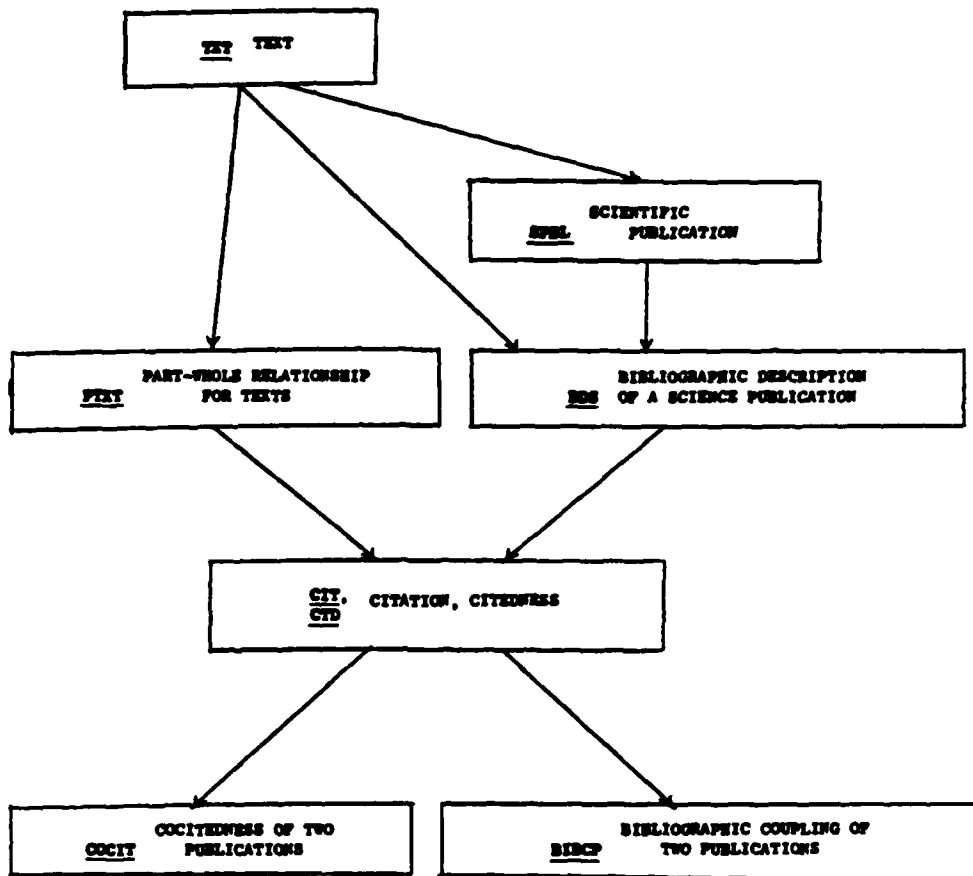 TXT TEXT
SCIENTIFIC
SPBL PUBLICATION
PART-WHOLE RELATIONSHIP
PTXT FOR TEXTS
BIBLIOGRAPHIC DESCRIPTION
BDS OF A SCIENCE PUBLICATION
CIT, CITATION, CITEDNESS
CTD
COCITEDNESS OF TWO
COCIT PUBLICATIONS
BIBLIOGRAPHIC COUPLING OF
BIBCP TWO PUBLICATIONS